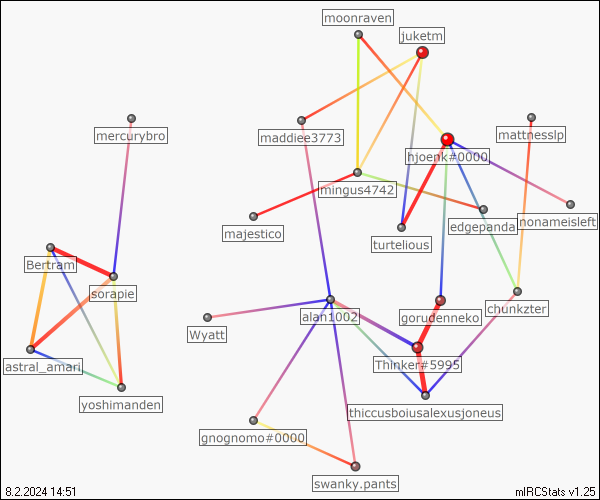 moonraven
juketm
mercurybro
maddiee3773
mattnesslp
hjoenk#0000
mingus4742
majestico
edgepanda
nonameisleft
turtelious
Bertram
sorapie
alan1002
gorudenneko
chunkzter
Wyatt
astral_amari
Thinker#5995
yoshimanden
thiccusboiusalexusjoneus
gnognomo#0000
swanky.pants
8.2.2024 14:51
mIRCStats v1.25